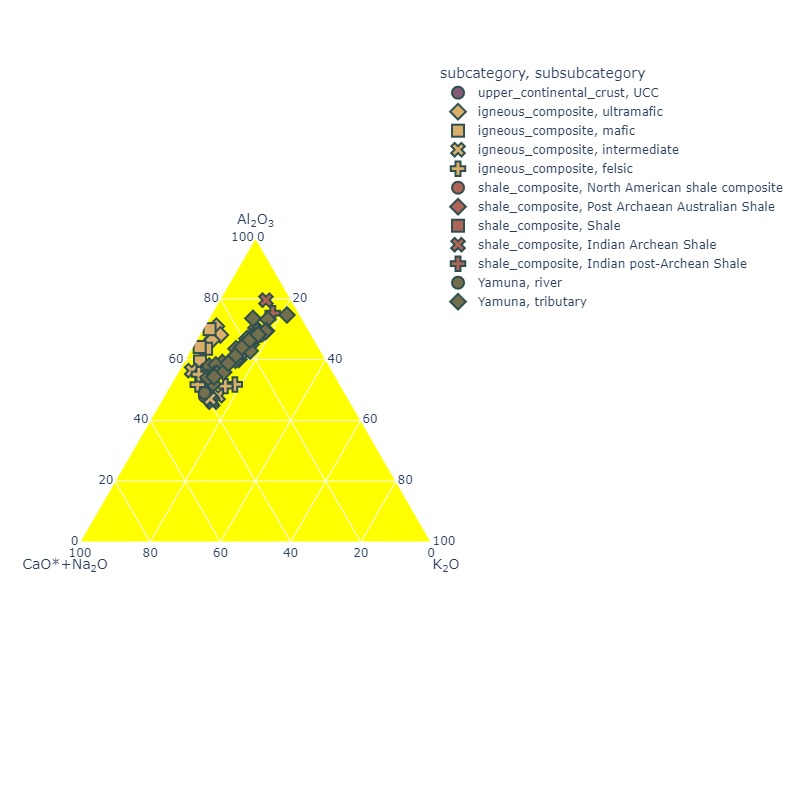 subcategory, subsubcategory
upper_continental_crust, UCC
igneous_composite, ultramafic
igneous_composite, mafic
igneous_composite, intermediate
igneous_composite, felsic
shale_composite, North American shale composite
shale_composite, Post Archaean Australian Shale
shale_composite, Shale
shale_composite, Indian Archean Shale
shale_composite, Indian post-Archean Shale
Yamuna, river
Yamuna, tributary
Al₂O₃
100 0
80 20
60 40
40 60
20 80
0 100
100 80 60 40 20 0
CaO*+Na₂O K₂O